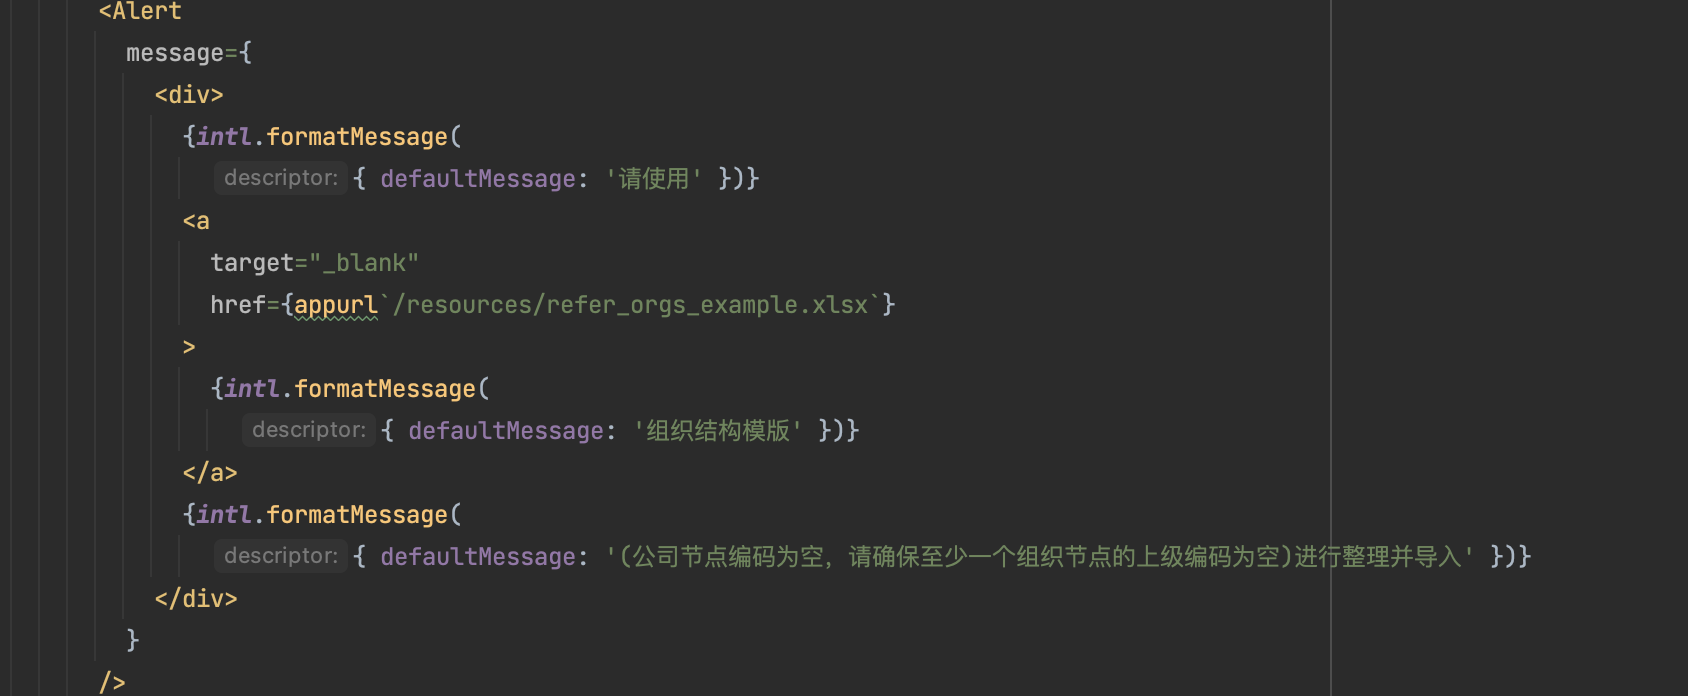 <Alert
message={
<div>
{intl.formatMessage(
descriptor: { defaultMessage: '请使用' })}
<a
target="_blank"
href={appurl`/resources/refer_orgs_example.xlsx`}
>
{intl.formatMessage(
descriptor: { defaultMessage: '组织结构模版' })}
</a>
{intl.formatMessage(
descriptor: { defaultMessage: '(公司节点编码为空，请确保至少一个组织节点的上级编码为空)进行整理并导入' })}
</div>
}
/>